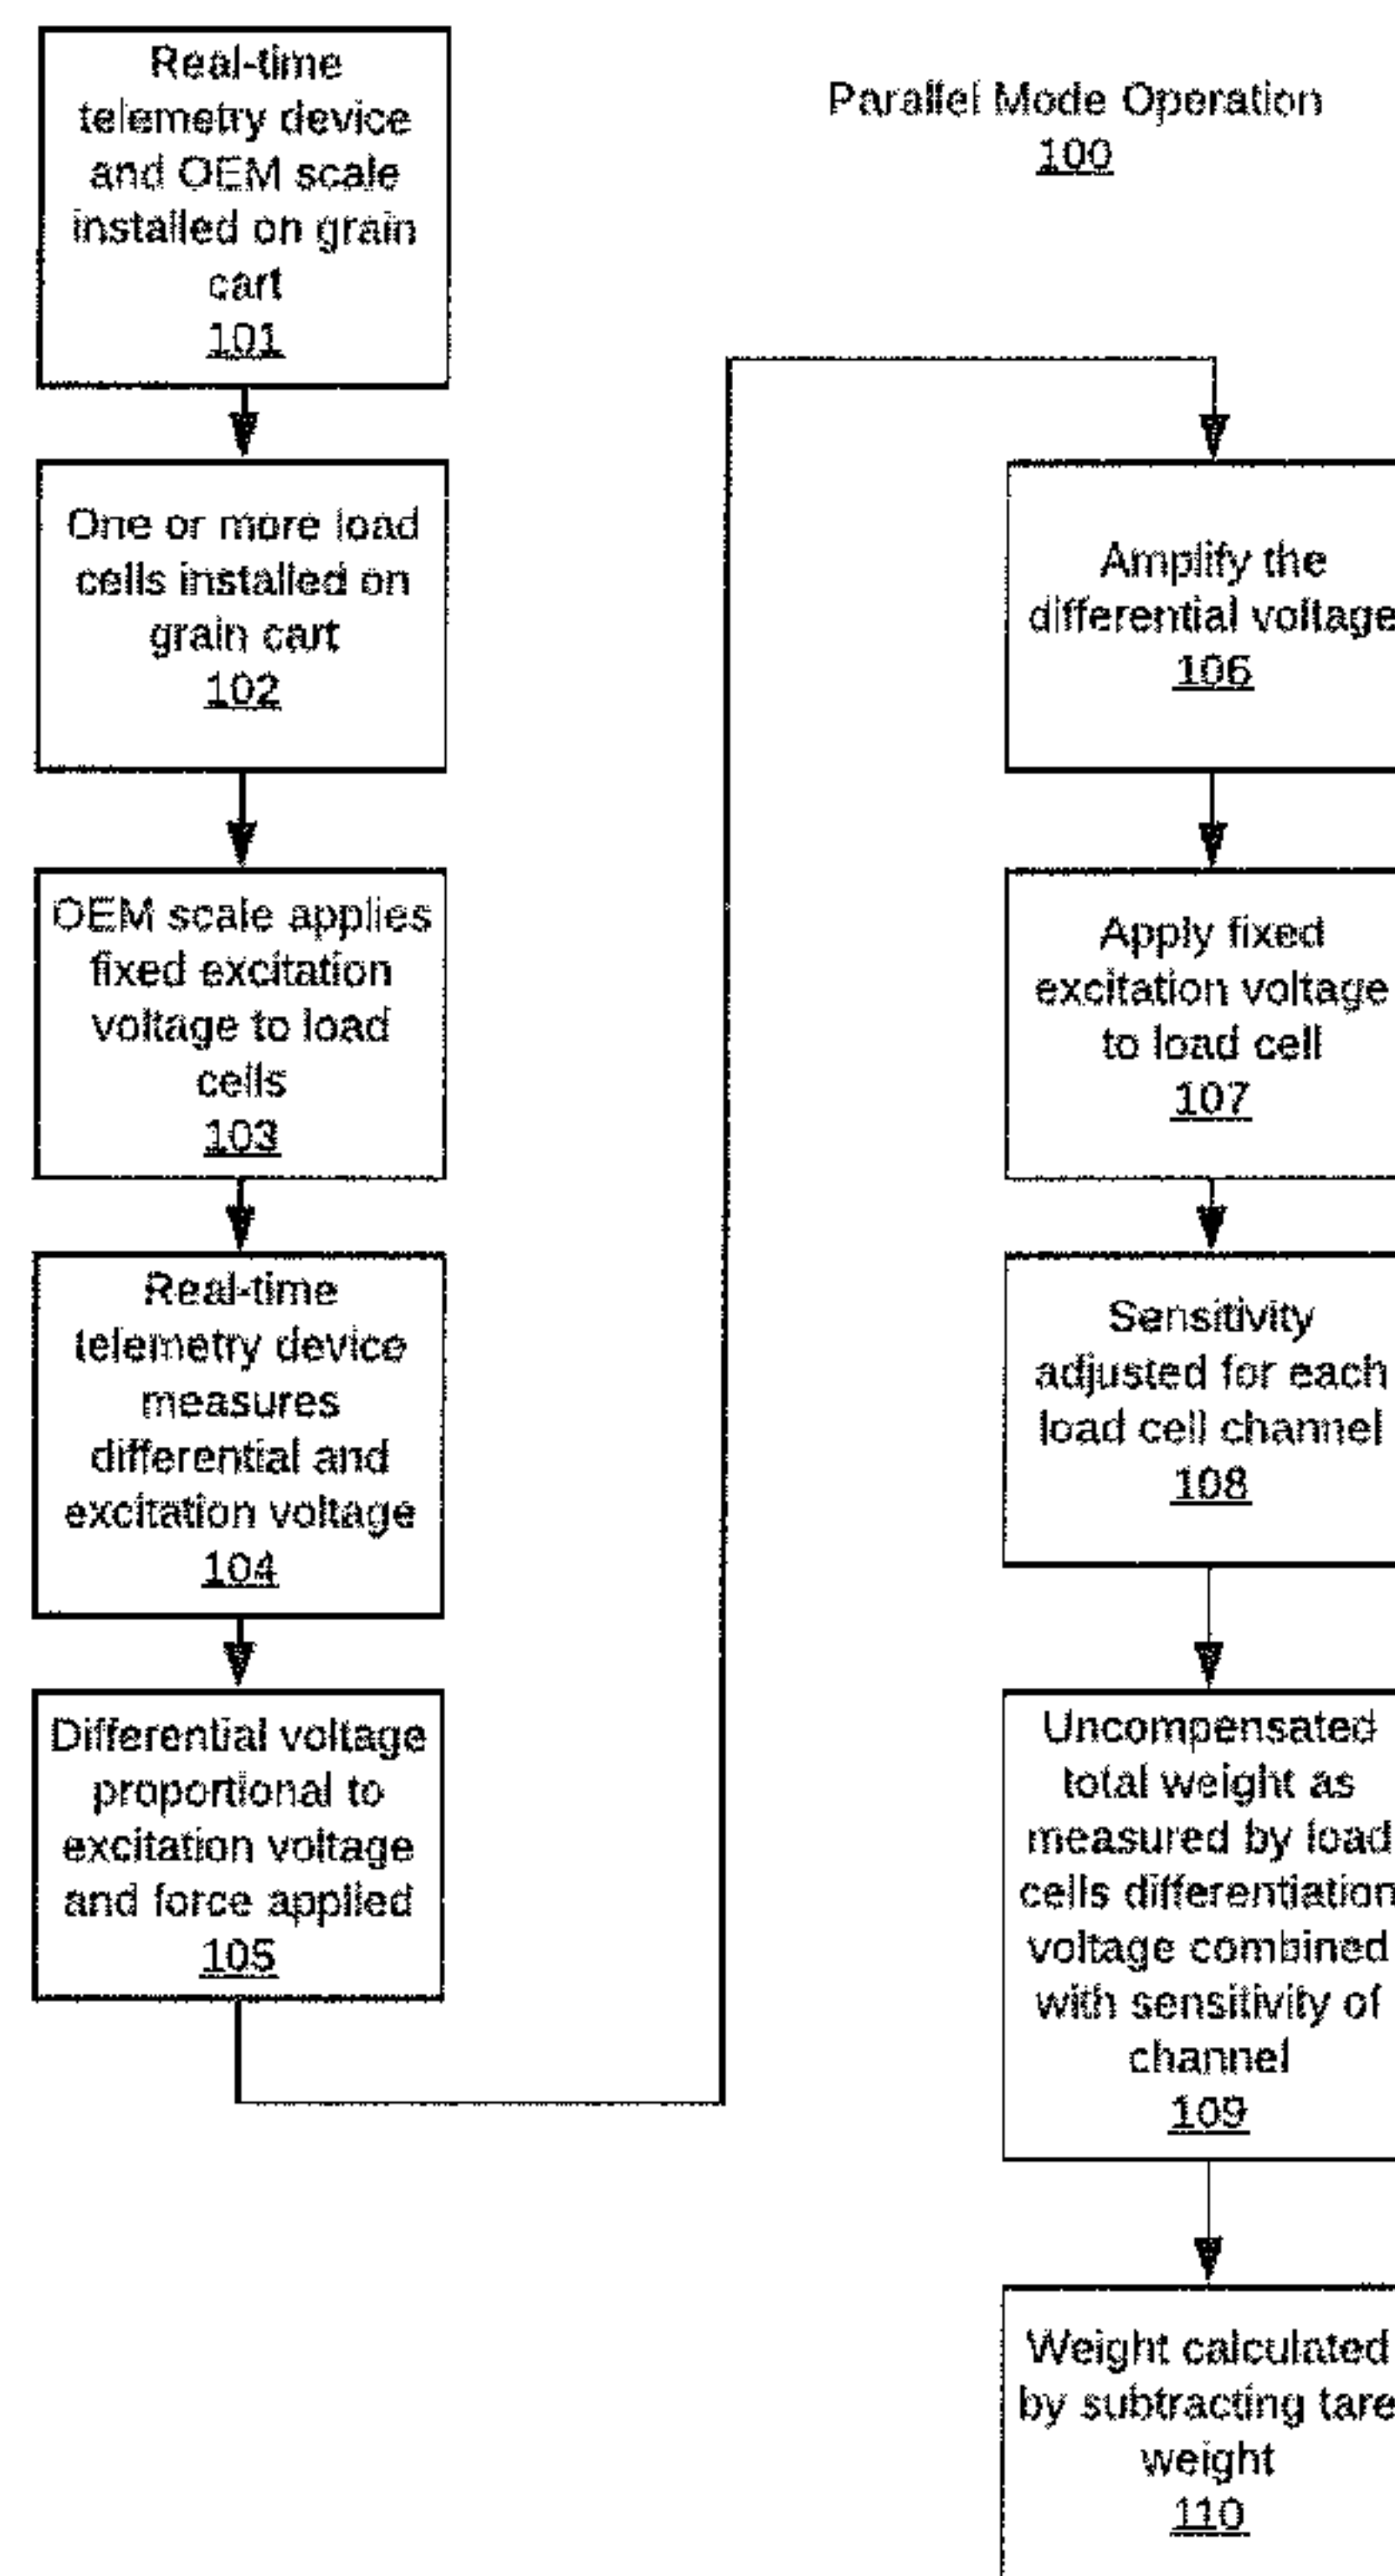 Real-time
telemetry device
and OEM scale
installed on grain
cart
101
One or more load
cells installed on
grain cart
102
OEM scale applies
fixed excitation
voltage to load
cells
103
Real-time
telemetry device
measures
differential and
excitation voltage
104
Differential voltage
proportional to
excitation voltage
and force applied
105
Parallel Mode Operation
100
Amplify the
differential voltage
106
Apply fixed
excitation voltage
to load cell
107
Sensitivity
adjusted for each
load cell channel
108
Uncompensated
total weight as
measured by load
cells differentiation
voltage combined
with sensitivity of
channel
109
Weight calculated
by subtracting tare
weight
110